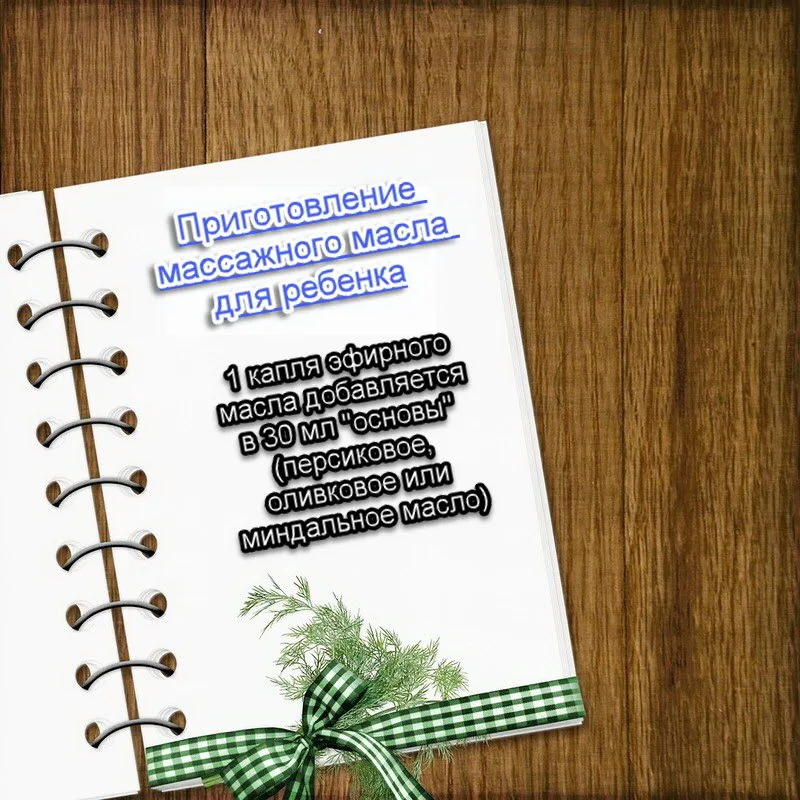 Приготовление
массажного масла
для ребенка
1 капля эфирного
масла добавляется
в 30 мл "основы"
(персиковое,
оливковое или
миндальное масло)